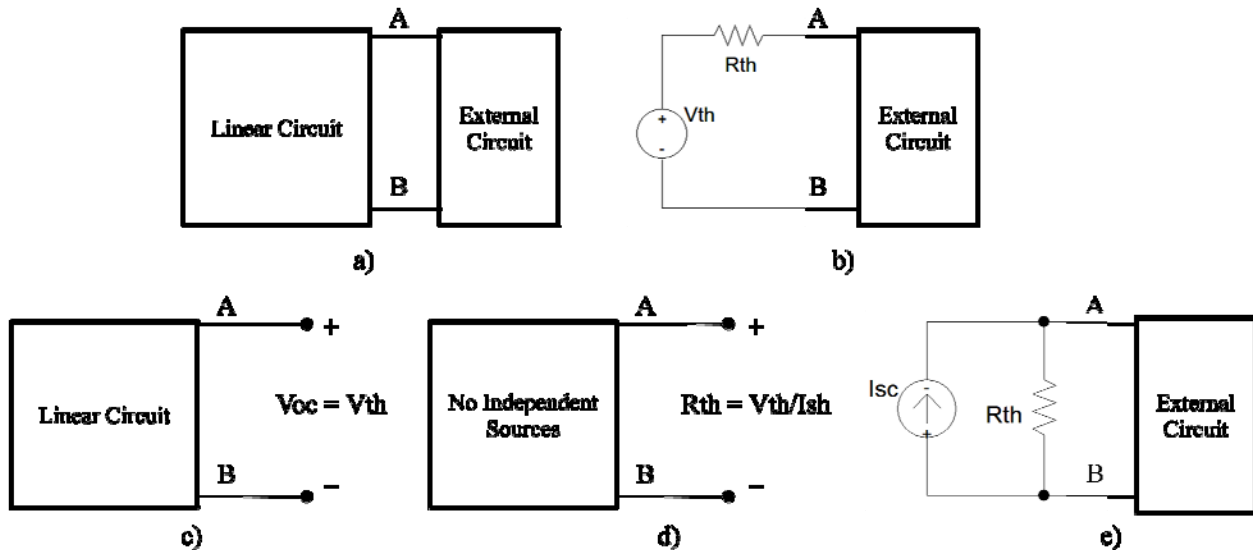 A
Linear Circuit
External
Circuit
B
a)
A
Rth
+
Vth
-
External
Circuit
B
b)
A
+
Linear Circuit
Voc = Vth
B
−
c)
A
+
No Independent
Sources
Rth = Vth/Ish
B
−
d)
A
-
Isc
+
Rth
External
Circuit
B
e)